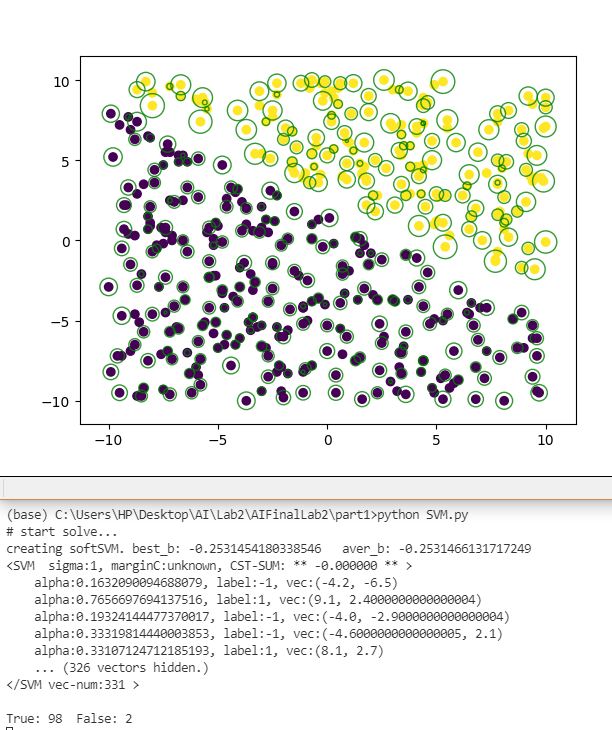 10
5
0
−5
−10
−10 −5 0 5 10
(base) C:\Users\HP\Desktop\AI\Lab2\AIFinalLab2\part1>python SVM.py
# start solve...
creating softSVM. best_b: -0.2531454180338546   aver_b: -0.2531466131717249
<SVM  sigma:1, marginC:unknown, CST-SUM: ** -0.000000 ** >
    alpha:0.1632090094688079, label:-1, vec:(-4.2, -6.5)
    alpha:0.7656697694137516, label:1, vec:(9.1, 2.4000000000000004)
    alpha:0.19324144477370017, label:-1, vec:(-4.0, -2.9000000000000004)
    alpha:0.33319814440003853, label:-1, vec:(-4.6000000000000005, 2.1)
    alpha:0.33107124712185193, label:1, vec:(8.1, 2.7)
    ... (326 vectors hidden.)
</SVM vec-num:331 >
True: 98  False: 2